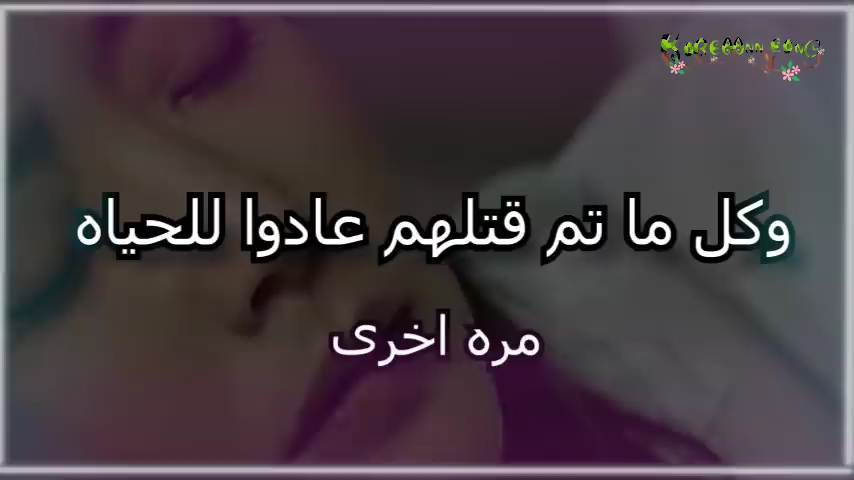 وكل ما تم قتلهم عادوا للحياه
مره اخرى